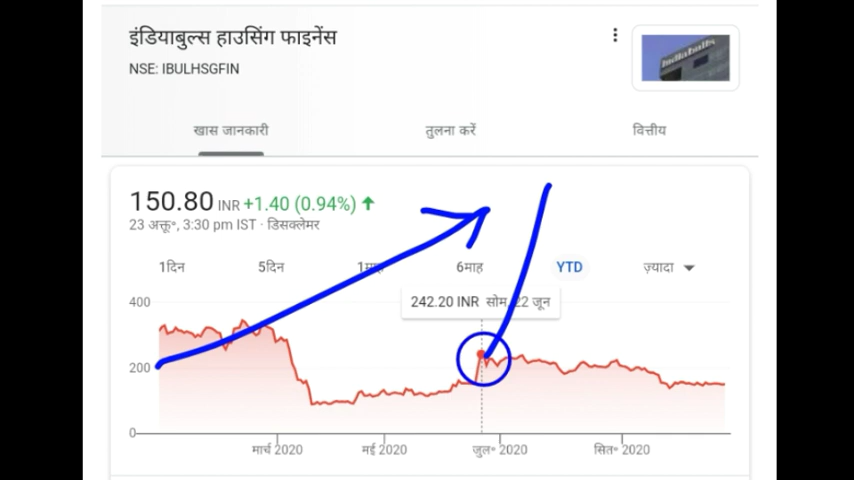 इंडियाबुल्स हाउसिंग फाइनेंस
NSE: IBULHSGFIN
indiabulls
खास जानकारी तुलना करें वित्तीय
150.80 INR +1.40 (0.94%)
23 अक्तू॰, 3:30 pm IST · डिसक्लेमर
1दिन 5दिन 1माह 6माह YTD ज़्यादा
242.20 INR सोम, 22 जून
400
200
0
मार्च 2020 मई 2020 जुल॰ 2020 सित॰ 2020